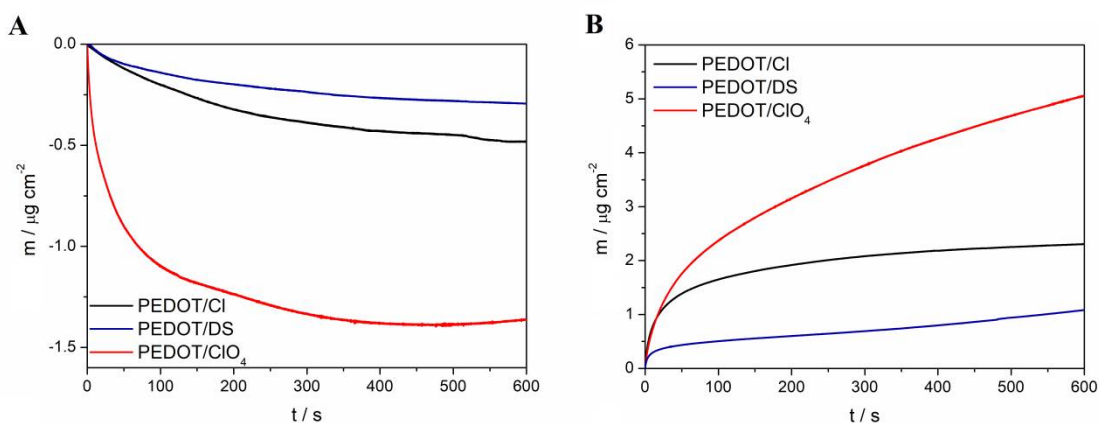 A
0.0
-0.5
-1.0
-1.5
m / µg cm⁻²
PEDOT/Cl
PEDOT/DS
PEDOT/ClO₄
0 100 200 300 400 500 600
t / s
B
6
5
4
3
2
1
0
m / µg cm⁻²
PEDOT/Cl
PEDOT/DS
PEDOT/ClO₄
0 100 200 300 400 500 600
t / s